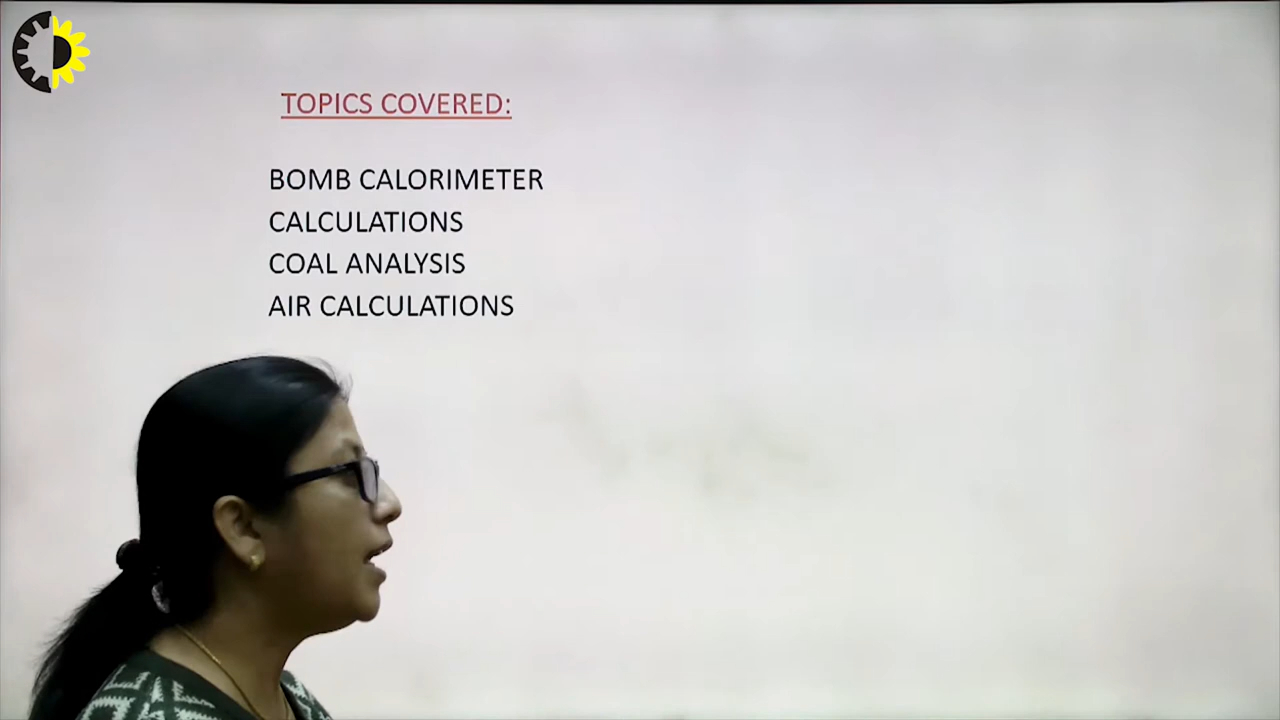 TOPICS COVERED:
BOMB CALORIMETER
CALCULATIONS
COAL ANALYSIS
AIR CALCULATIONS